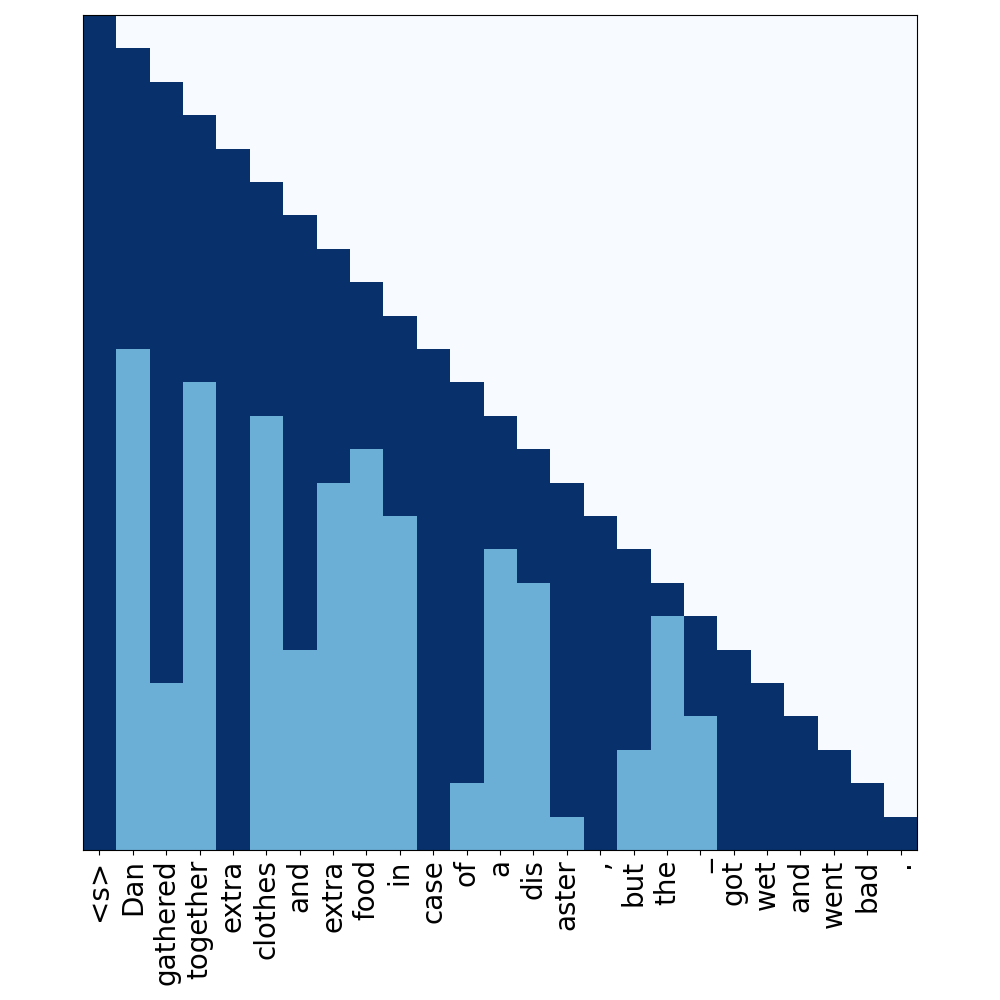 <s>
Dan
gathered
together
extra
clothes
and
extra
food
in
case
of
a
dis
aster
,
but
the
_
got
wet
and
went
bad
.